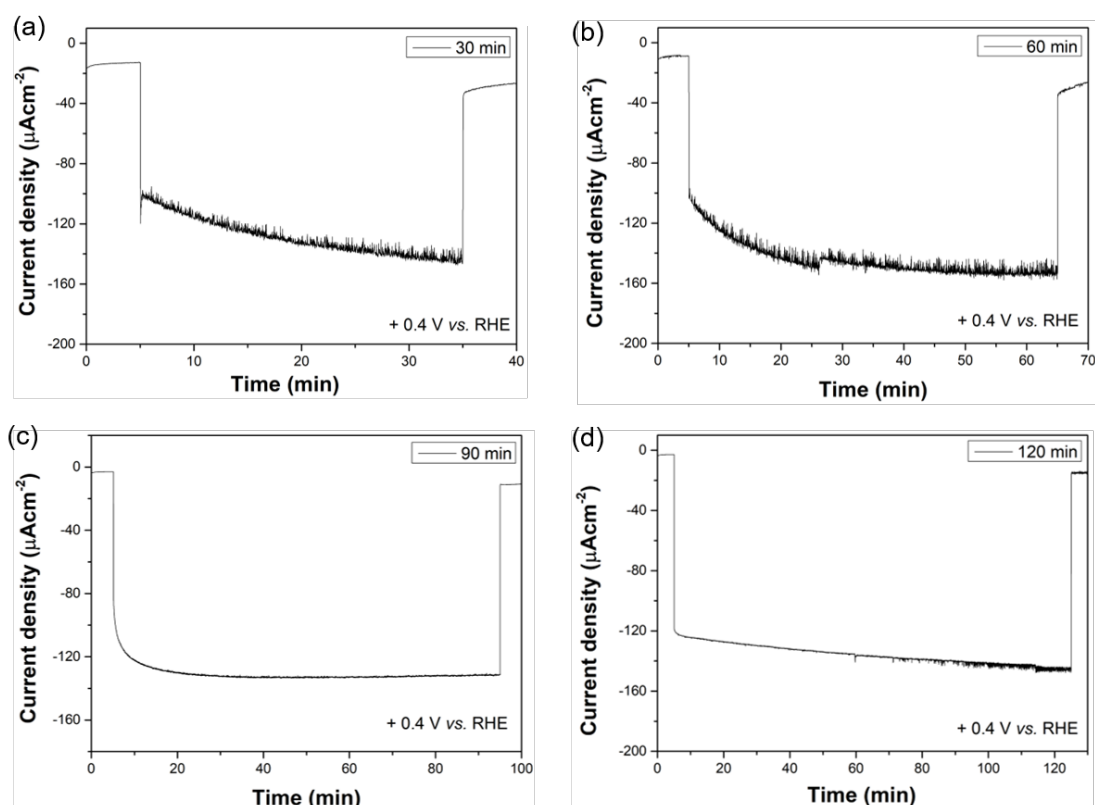 (a)
30 min
0
-40
-80
-120
-160
-200
Current density (μAcm⁻²)
+ 0.4 V vs. RHE
0 10 20 30 40
Time (min)
(b)
60 min
0
-40
-80
-120
-160
-200
Current density (μAcm⁻²)
+ 0.4 V vs. RHE
0 10 20 30 40 50 60 70
Time (min)
(c)
90 min
0
-40
-80
-120
-160
Current density (μAcm⁻²)
+ 0.4 V vs. RHE
0 20 40 60 80 100
Time (min)
(d)
120 min
0
-40
-80
-120
-160
-200
Current density (μAcm⁻²)
+ 0.4 V vs. RHE
0 20 40 60 80 100 120
Time (min)